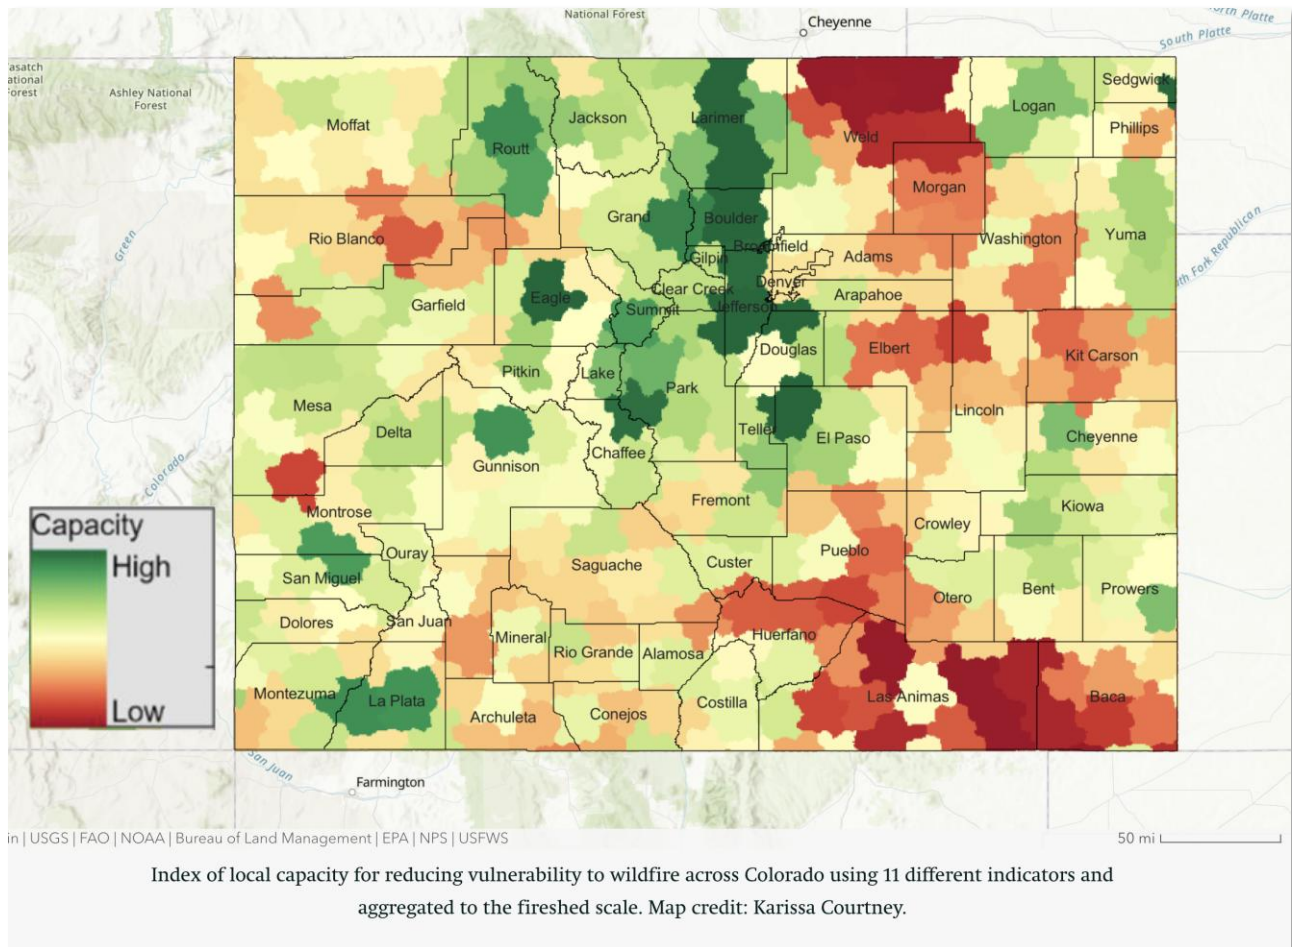 National Forest
Cheyenne
North Platte
South Platte
asatch
ational
Forest
Ashley National
Forest
Sedgwick
Logan
Jackson
Larimer
Moffat
Weld
Phillips
Routt
Morgan
Grand
Boulder
Rio Blanco
Washington
Yuma
Green
Broomfield
Gilpin
Adams
th Fork Republican
Denver
Clear Creek
Arapahoe
Eagle
Garfield
Summit
Jefferson
Douglas
Elbert
Kit Carson
Pitkin
Lake
Park
Mesa
Lincoln
Delta
Teller
El Paso
Cheyenne
Chaffee
Gunnison
Colorado
Fremont
Kiowa
Montrose
Crowley
Capacity
High
Low
Ouray
Pueblo
Saguache
Custer
San Miguel
Bent
Prowers
Otero
Dolores
San Juan
Mineral
Huerfano
Rio Grande
Alamosa
Montezuma
La Plata
Costilla
Las Animas
Baca
Archuleta
Conejos
San Juan
Farmington
in | USGS | FAO | NOAA | Bureau of Land Management | EPA | NPS | USFWS
50 mi
Index of local capacity for reducing vulnerability to wildfire across Colorado using 11 different indicators and
aggregated to the fireshed scale. Map credit: Karissa Courtney.